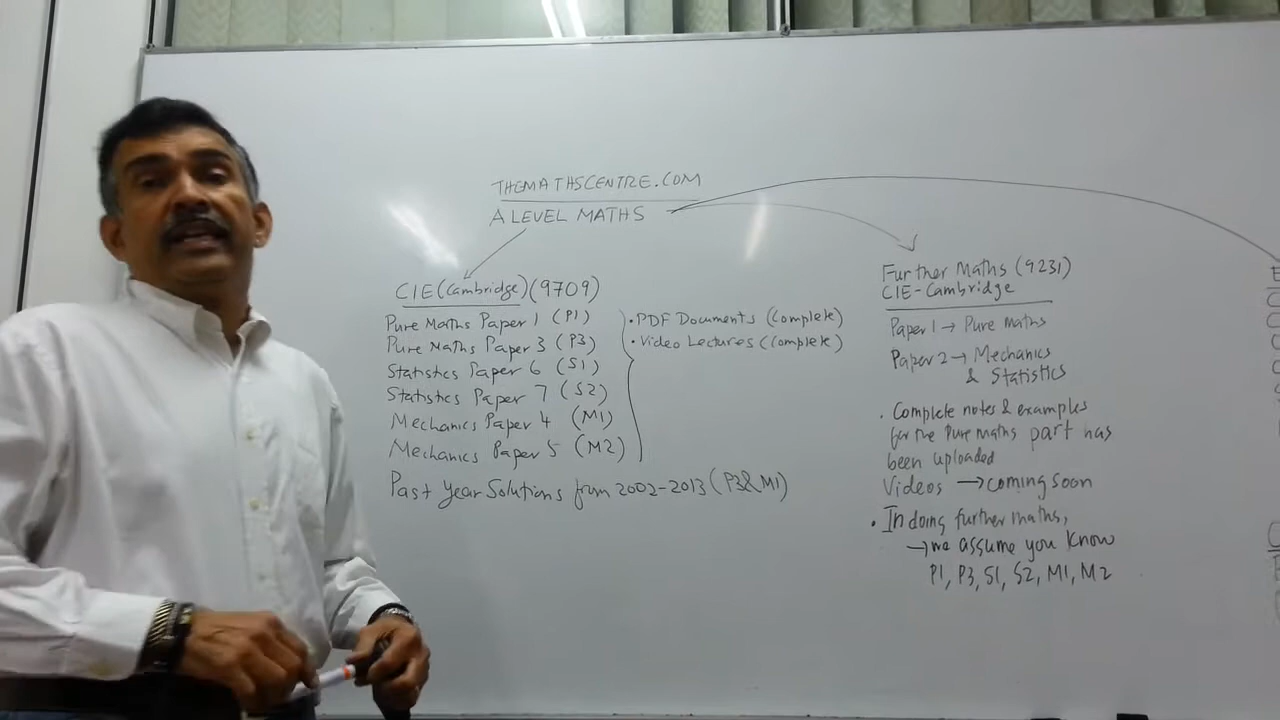 THEMATHSCENTRE.COM
A LEVEL MATHS
CIE(Cambridge)(9709)
Pure Maths Paper 1 (P1)
Pure Maths Paper 3 (P3)
Statistics Paper 6 (S1)
Statistics Paper 7 (S2)
Mechanics Paper 4 (M1)
Mechanics Paper 5 (M2)
• PDF Documents (Complete)
• Video Lectures (Complete)
Past Year Solutions from 2002-2013 (P3&M1)
Further Maths (9231)
CIE-Cambridge
Paper 1 → Pure maths
Paper 2 → Mechanics
& Statistics
• Complete notes & examples
for the Pure Maths part has
been uploaded
Videos → coming soon
• In doing further maths,
→ we assume you know
P1, P3, S1, S2, M1, M2